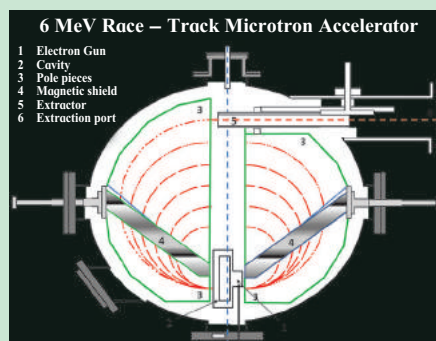 6 MeV Race – Track Microtron Accelerator
1 Electron Gun
2 Cavity
3 Pole pieces
4 Magnetic shield
5 Extractor
6 Extraction port
3
5
3
4
4
3
3